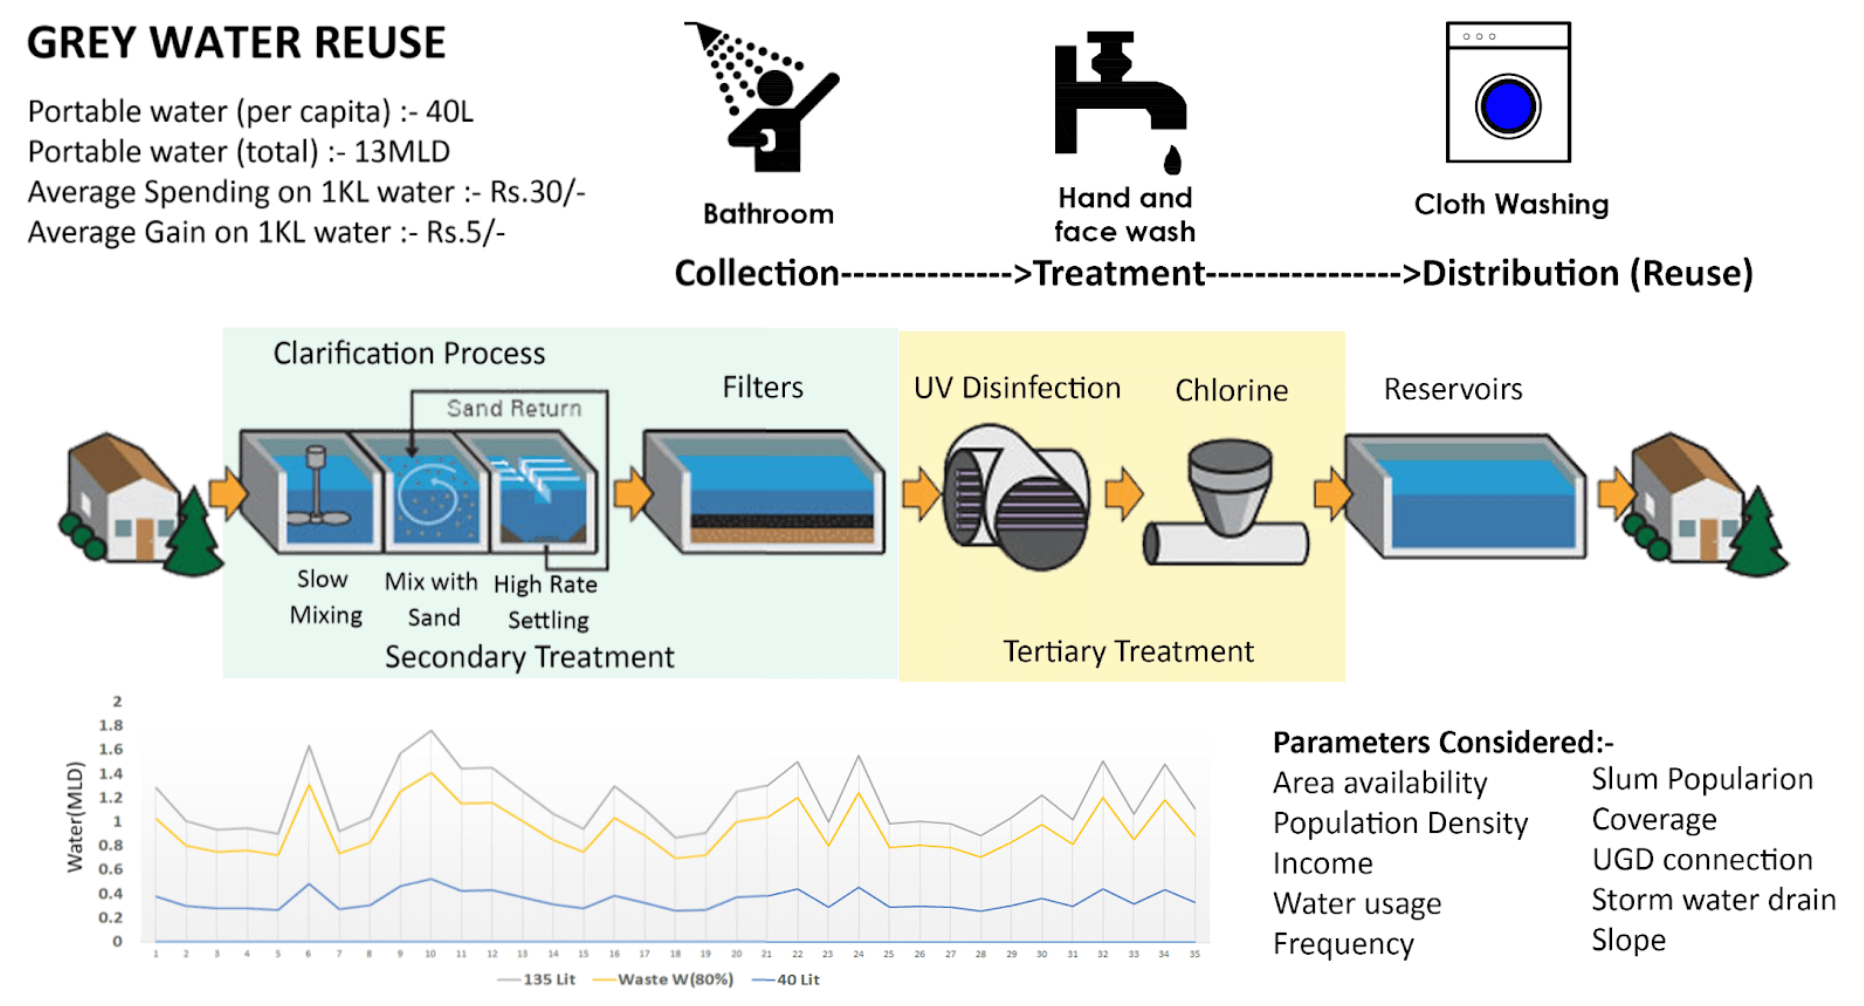 GREY WATER REUSE
Portable water (per capita) :- 40L
Portable water (total) :- 13MLD
Average Spending on 1KL water :- Rs.30/-
Average Gain on 1KL water :- Rs.5/-
Bathroom
Hand and
face wash
Cloth Washing
Collection-------------->Treatment---------------->Distribution (Reuse)
Clarification Process
Sand Return
Filters
UV Disinfection
Chlorine
Reservoirs
Slow
Mixing
Mix with
Sand
High Rate
Settling
Secondary Treatment
Tertiary Treatment
Water(MLD)
2
1.8
1.6
1.4
1.2
1
0.8
0.6
0.4
0.2
0
1 2 3 4 5 6 7 8 9 10 11 12 13 14 15 16 17 18 19 20 21 22 23 24 25 26 27 28 29 30 31 32 33 34 35
135 Lit Waste W(80%) 40 Lit
Parameters Considered:-
Area availability
Population Density
Income
Water usage
Frequency
Slum Popularion
Coverage
UGD connection
Storm water drain
Slope